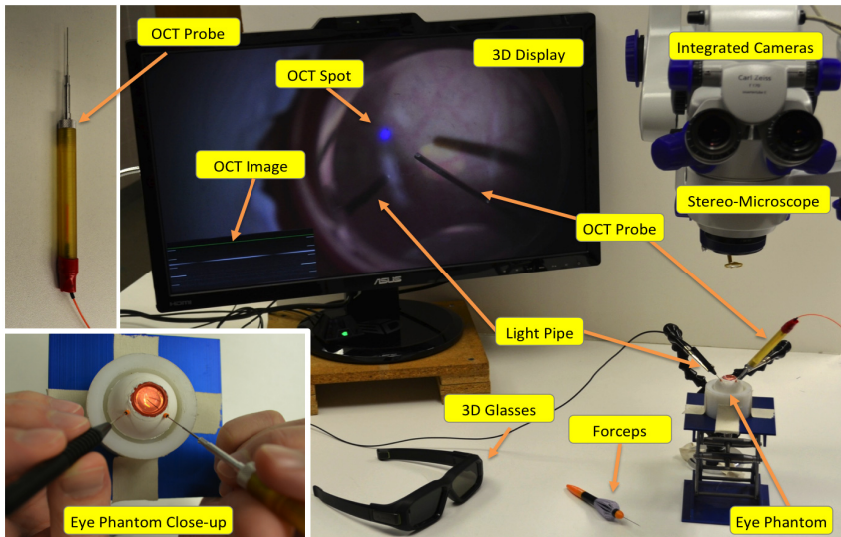 OCT Probe
3D Display
Integrated Cameras
OCT Spot
Carl Zeiss
OCT Image
Stereo-Microscope
OCT Probe
ASUS
HDMI
Light Pipe
3D Glasses
Forceps
Eye Phantom Close-up
Eye Phantom